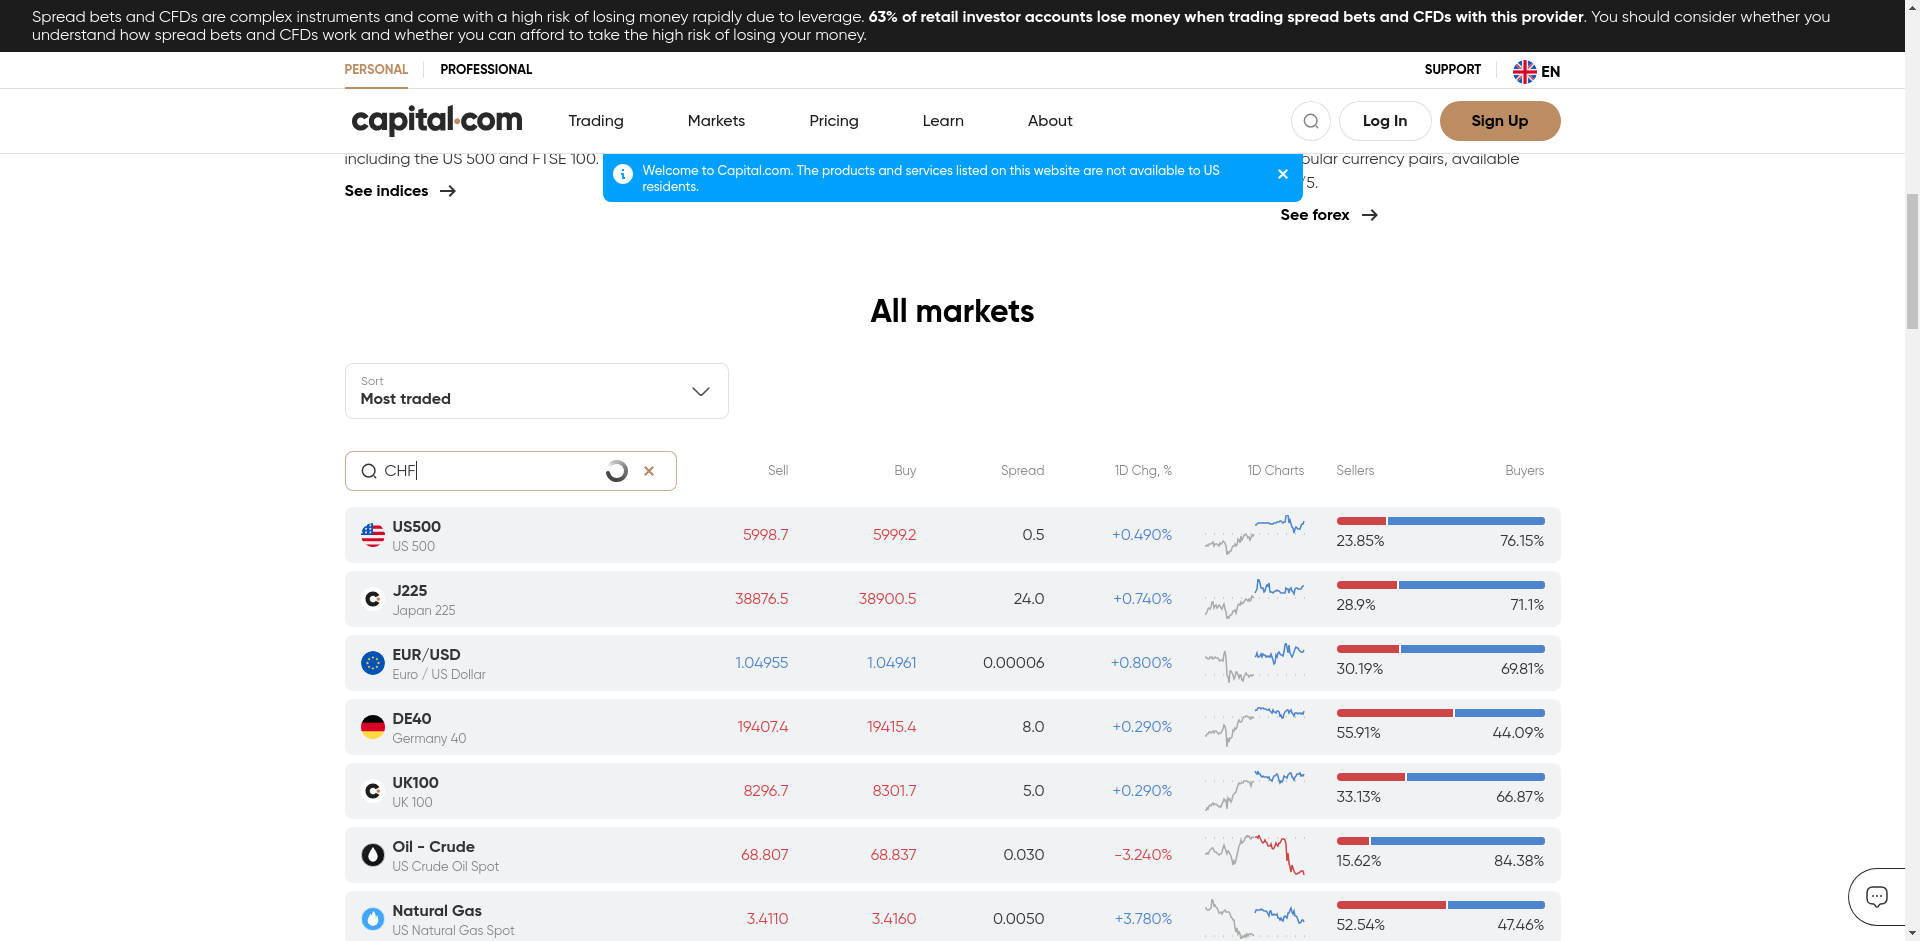 Spread bets and CFDs are complex instruments and come with a high risk of losing money rapidly due to leverage. 63% of retail investor accounts lose money when trading spread bets and CFDs with this provider. You should consider whether you
understand how spread bets and CFDs work and whether you can afford to take the high risk of losing your money.
PERSONAL PROFESSIONAL SUPPORT EN
capital.com Trading Markets Pricing Learn About Log In Sign Up
including the US 500 and FTSE 100.
Welcome to Capital.com. The products and services listed on this website are not available to US
residents.
currency pairs, available
/5.
See indices
See forex
All markets
Sort
Most traded
CHF Sell Buy Spread 1D Chg, % 1D Charts Sellers Buyers
US500 5998.7 5999.2 0.5 +0.490%
US 500 23.85% 76.15%
J225 38876.5 38900.5 24.0 +0.740%
Japan 225 28.9% 71.1%
EUR/USD 1.04955 1.04961 0.00006 +0.800%
Euro / US Dollar 30.19% 69.81%
DE40 19407.4 19415.4 8.0 +0.290%
Germany 40 55.91% 44.09%
UK100 8296.7 8301.7 5.0 +0.290%
UK 100 33.13% 66.87%
Oil - Crude 68.807 68.837 0.030 -3.240%
US Crude Oil Spot 15.62% 84.38%
Natural Gas 3.4110 3.4160 0.0050 +3.780%
US Natural Gas Spot 52.54% 47.46%